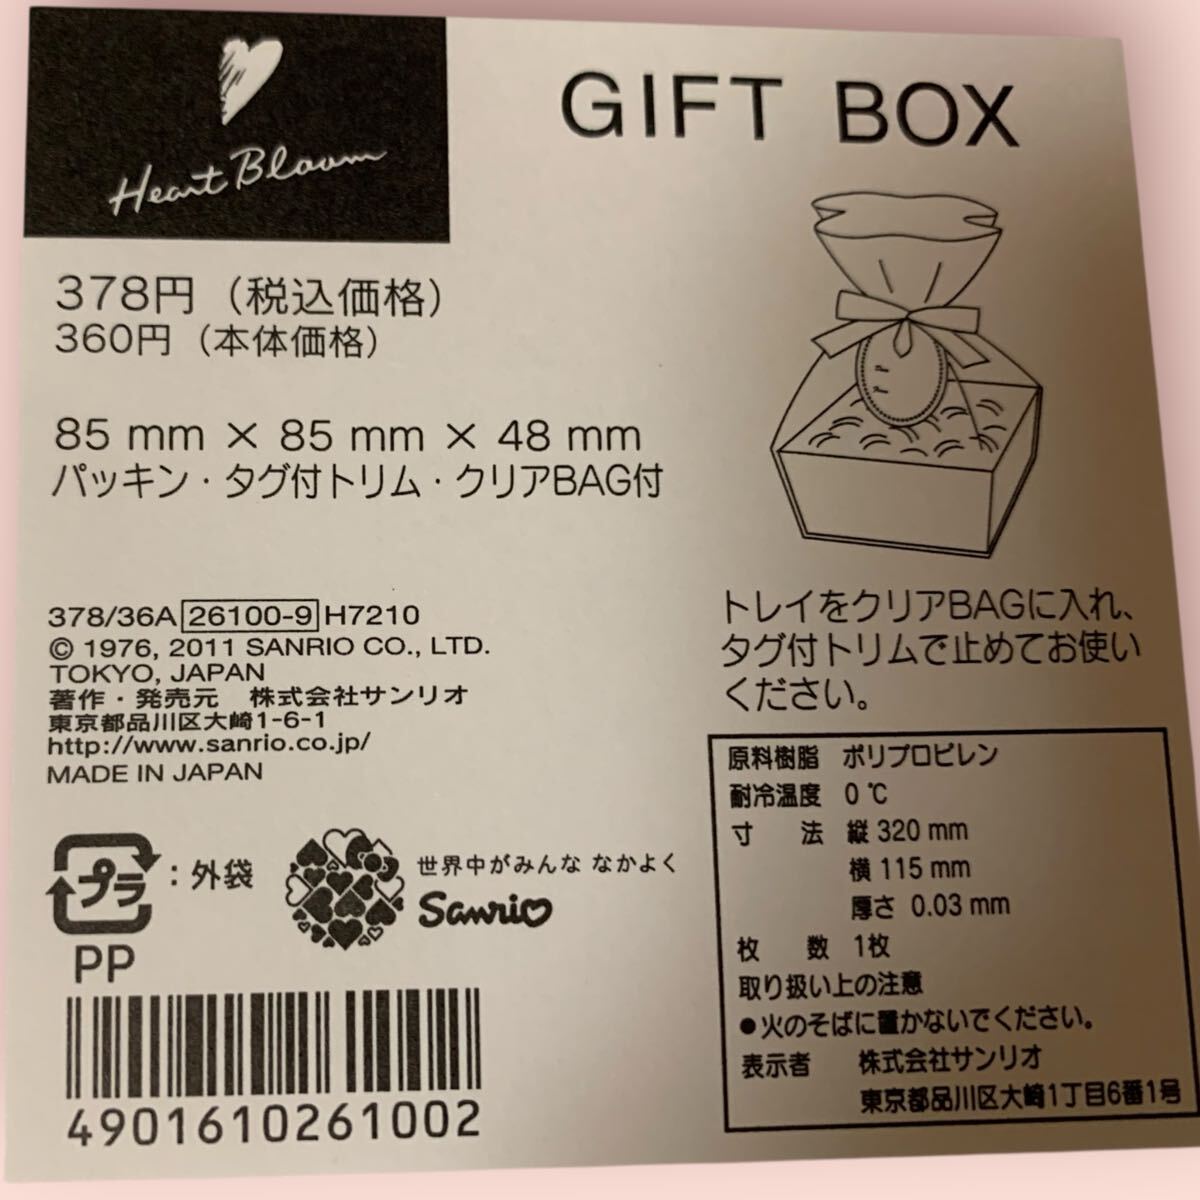 Heart Bloom
GIFT BOX
378円（税込価格）
360円（本体価格）
85 mm × 85 mm × 48 mm
パッキン・タグ付トリム・クリアBAG付
378/36A 26100-9 H7210
© 1976, 2011 SANRIO CO., LTD.
TOKYO, JAPAN
著作・発売元　株式会社サンリオ
東京都品川区大崎1-6-1
http://www.sanrio.co.jp/
MADE IN JAPAN
プラ：外袋
PP
世界中がみんな なかよく
Sanrio
4901610261002
トレイをクリアBAGに入れ、
タグ付トリムで止めてお使い
ください。
原料樹脂　ポリプロピレン
耐冷温度　0℃
寸　法　縦 320 mm
横 115 mm
厚さ 0.03 mm
枚　数　1枚
取り扱い上の注意
●火のそばに置かないでください。
表示者　株式会社サンリオ
東京都品川区大崎1丁目6番1号